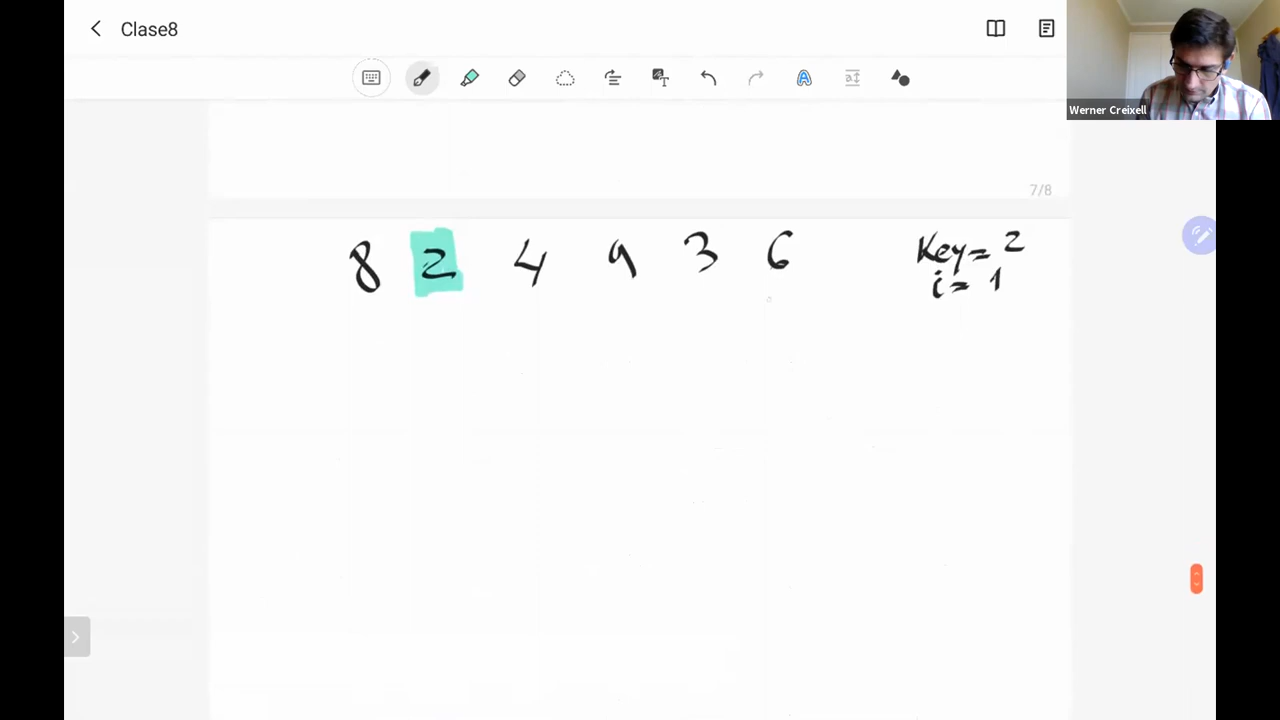 Clase8
Werner Creixell
7/8
8 2 4 9 3 6
Key = 2
i = 1